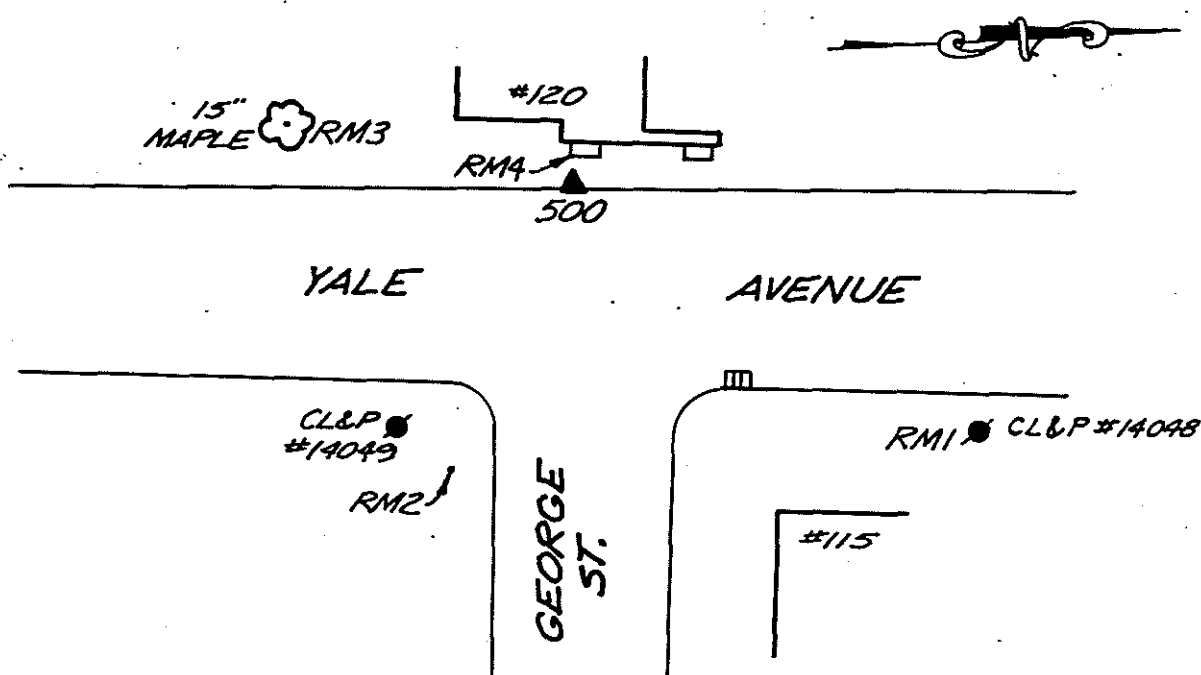 #120
15"
MAPLE
RM3
RM4
500
YALE AVENUE
CL&P
#14049
RM1
CL&P #14048
RM2
GEORGE
ST.
#115